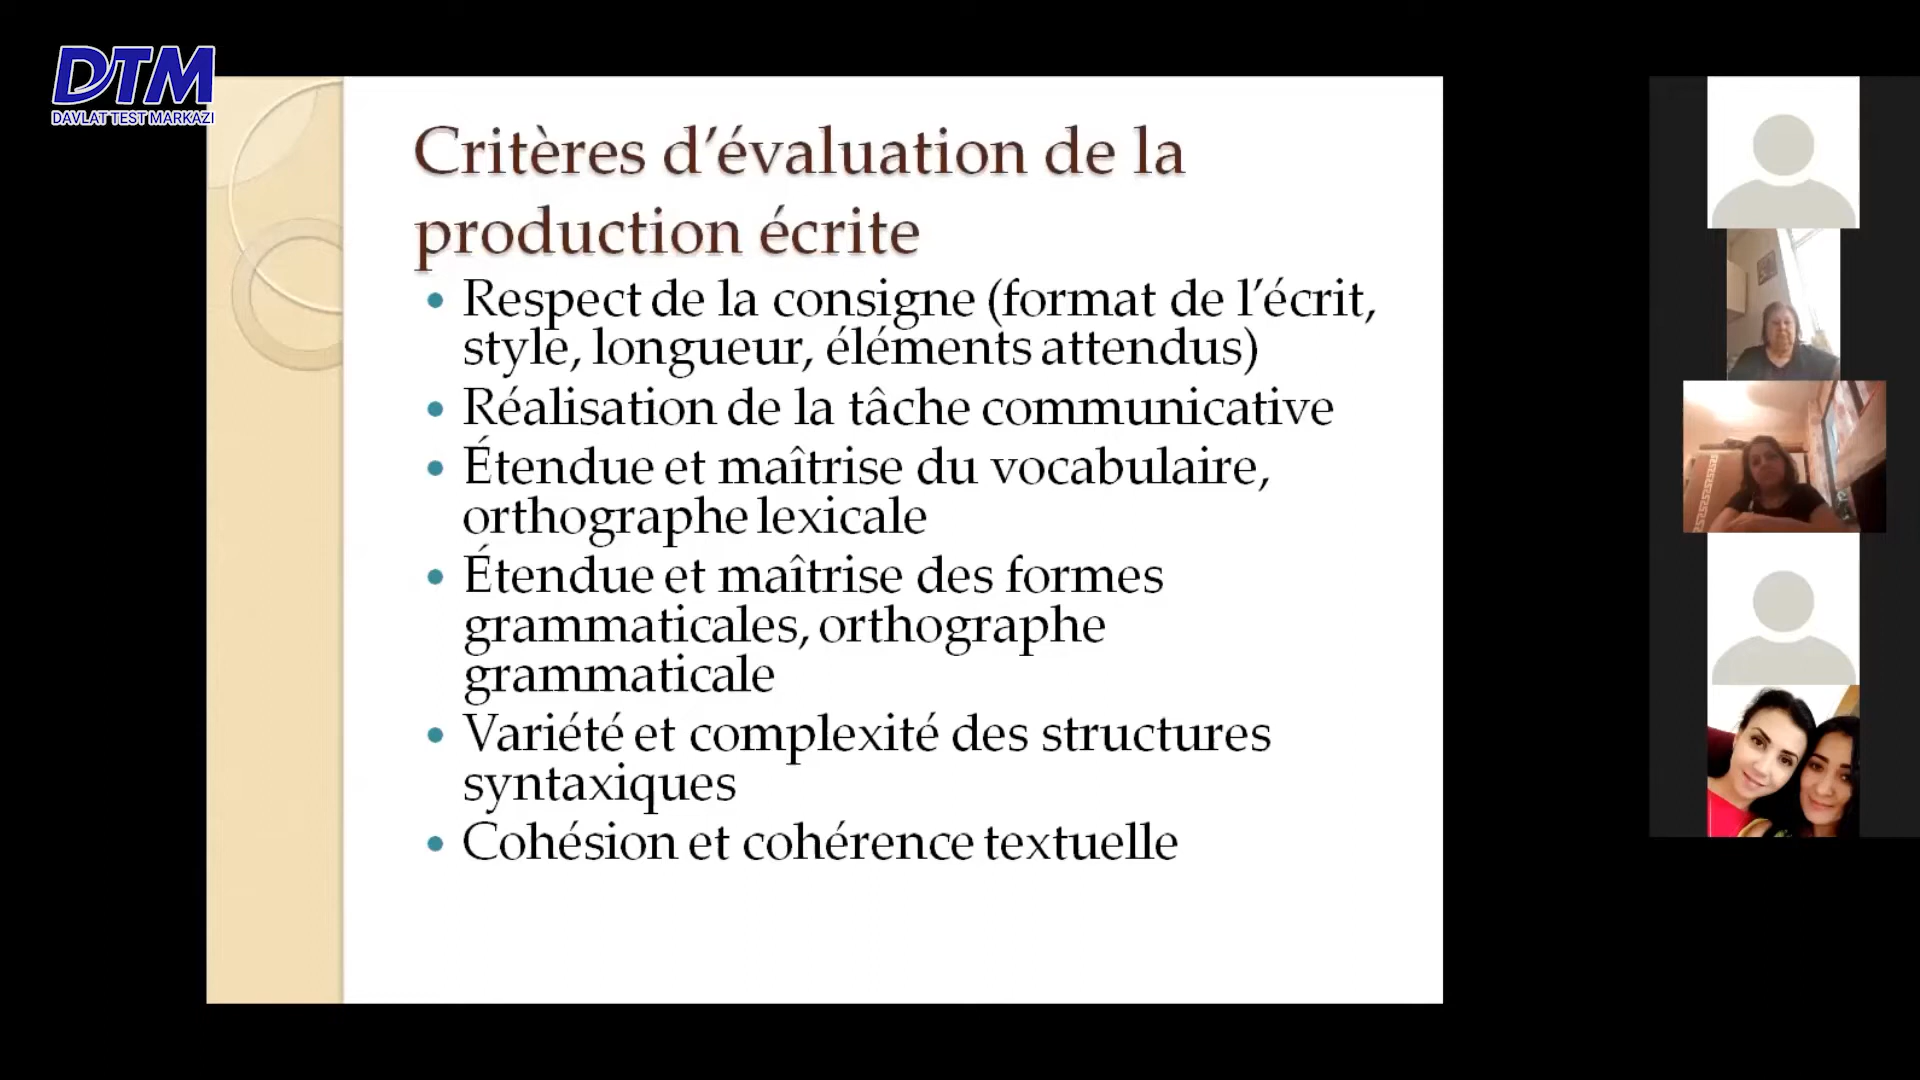 DTM
DAVLAT TEST MARKAZI
Critères d’évaluation de la
production écrite
• Respect de la consigne (format de l’écrit,
style, longueur, éléments attendus)
• Réalisation de la tâche communicative
• Étendue et maîtrise du vocabulaire,
orthographe lexicale
• Étendue et maîtrise des formes
grammaticales, orthographe
grammaticale
• Variété et complexité des structures
syntaxiques
• Cohésion et cohérence textuelle